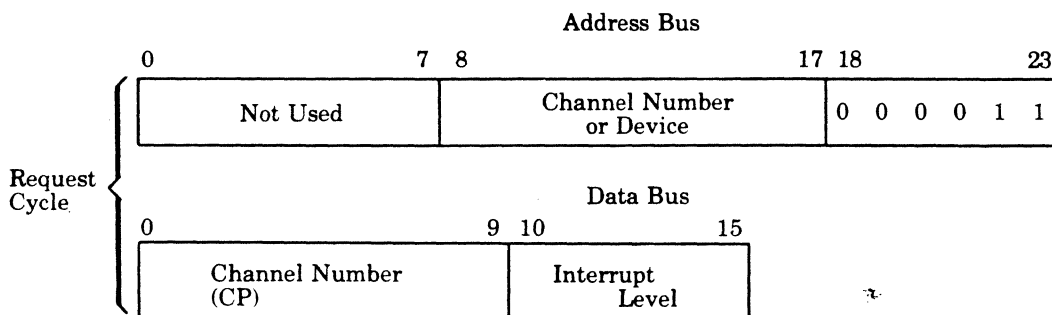 Address Bus
0 7 8 17 18 23
Not Used
Channel Number
or Device
0 0 0 0 1 1
Request
Cycle
Data Bus
0 9 10 15
Channel Number
(CP)
Interrupt
Level